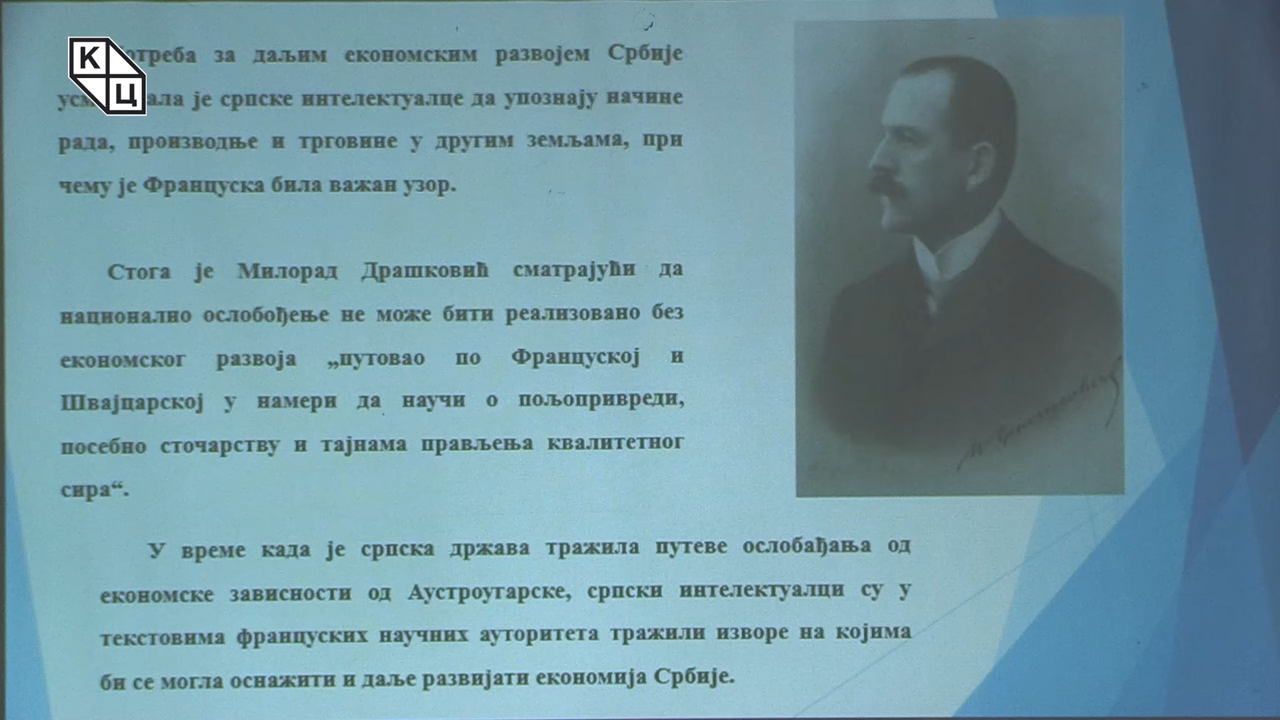 К
Ц
за даљим економским развојем Србије
је српске интелектуалце да упознају начине
рада, производње и трговине у другим земљама, при
чему је Француска била важан узор.
Стога је Милорад Драшковић сматрајући да
национално ослобођење не може бити реализовано без
економског развоја „путовао по Француској и
Швајцарској у намери да научи о пољопривреди,
посебно сточарству и тајнама прављења квалитетног
сира“.
У време када је српска држава тражила путеве ослобађања од
економске зависности од Аустроугарске, српски интелектуалци су у
текстовима француских научних ауторитета тражили изворе на којима
би се могла оснажити и даље развијати економија Србије.